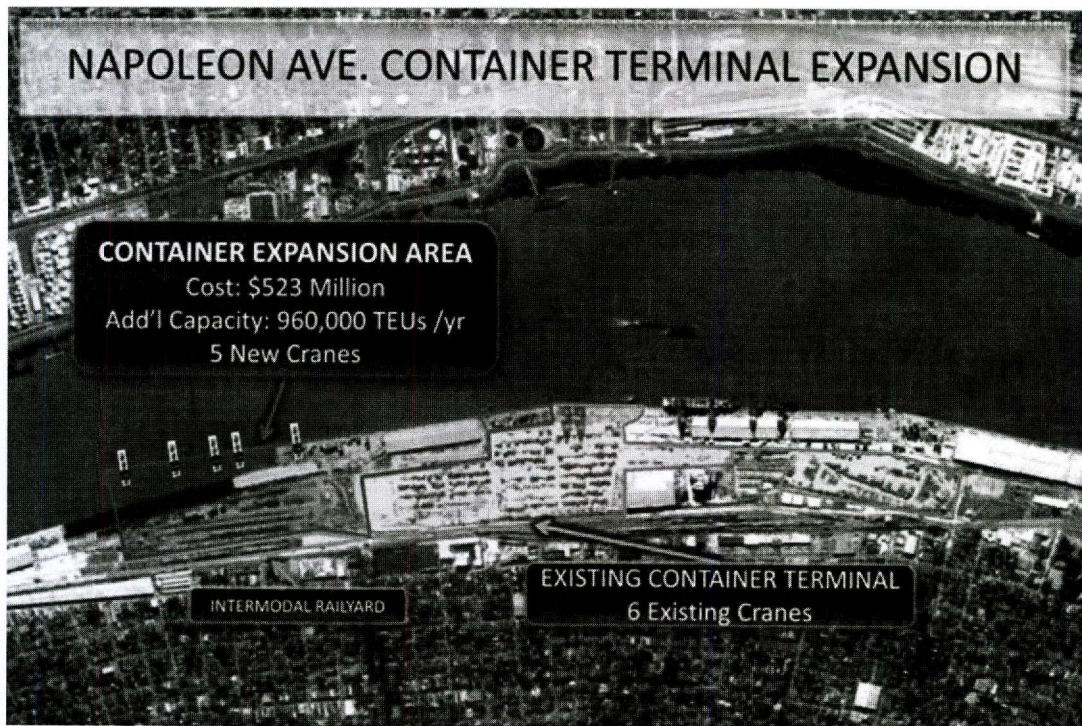 NAPOLEON AVE. CONTAINER TERMINAL EXPANSION
CONTAINER EXPANSION AREA
Cost: $523 Million
Add'l Capacity: 960,000 TEUs /yr
5 New Cranes
INTERMODAL RAILYARD
EXISTING CONTAINER TERMINAL
6 Existing Cranes